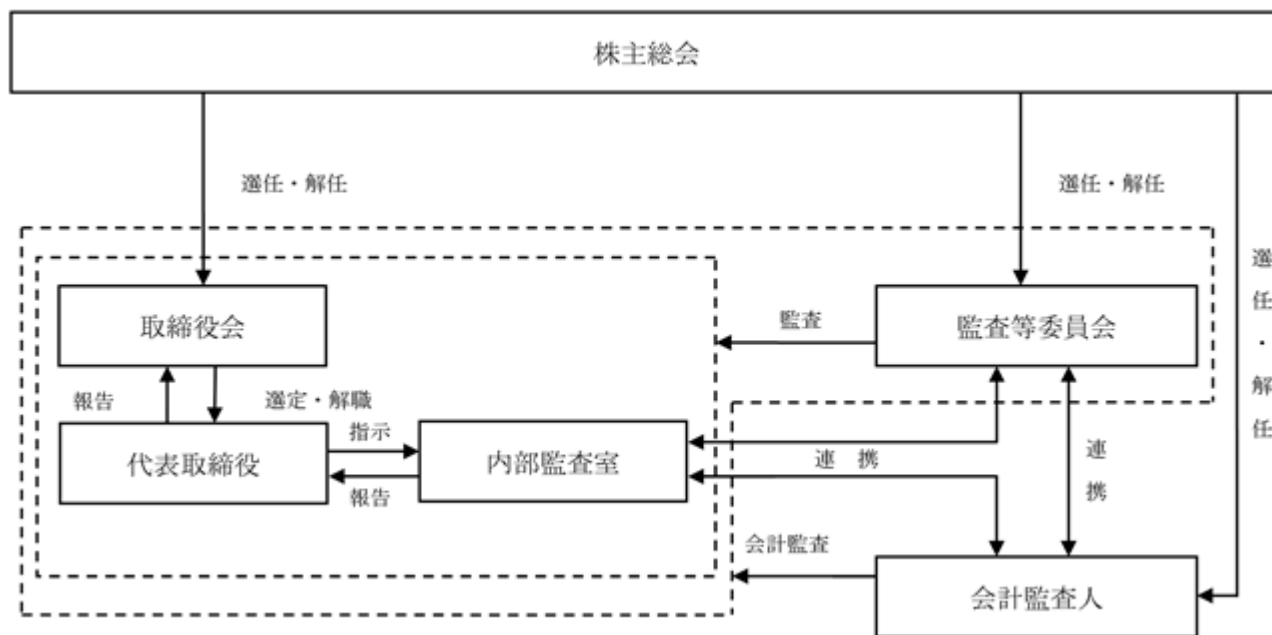 株主総会
選任・解任
選任・解任
選任・解任
取締役会
監査
監査等委員会
報告
選定・解職
代表取締役
指示
報告
内部監査室
連 携
連携
会計監査
会計監査人